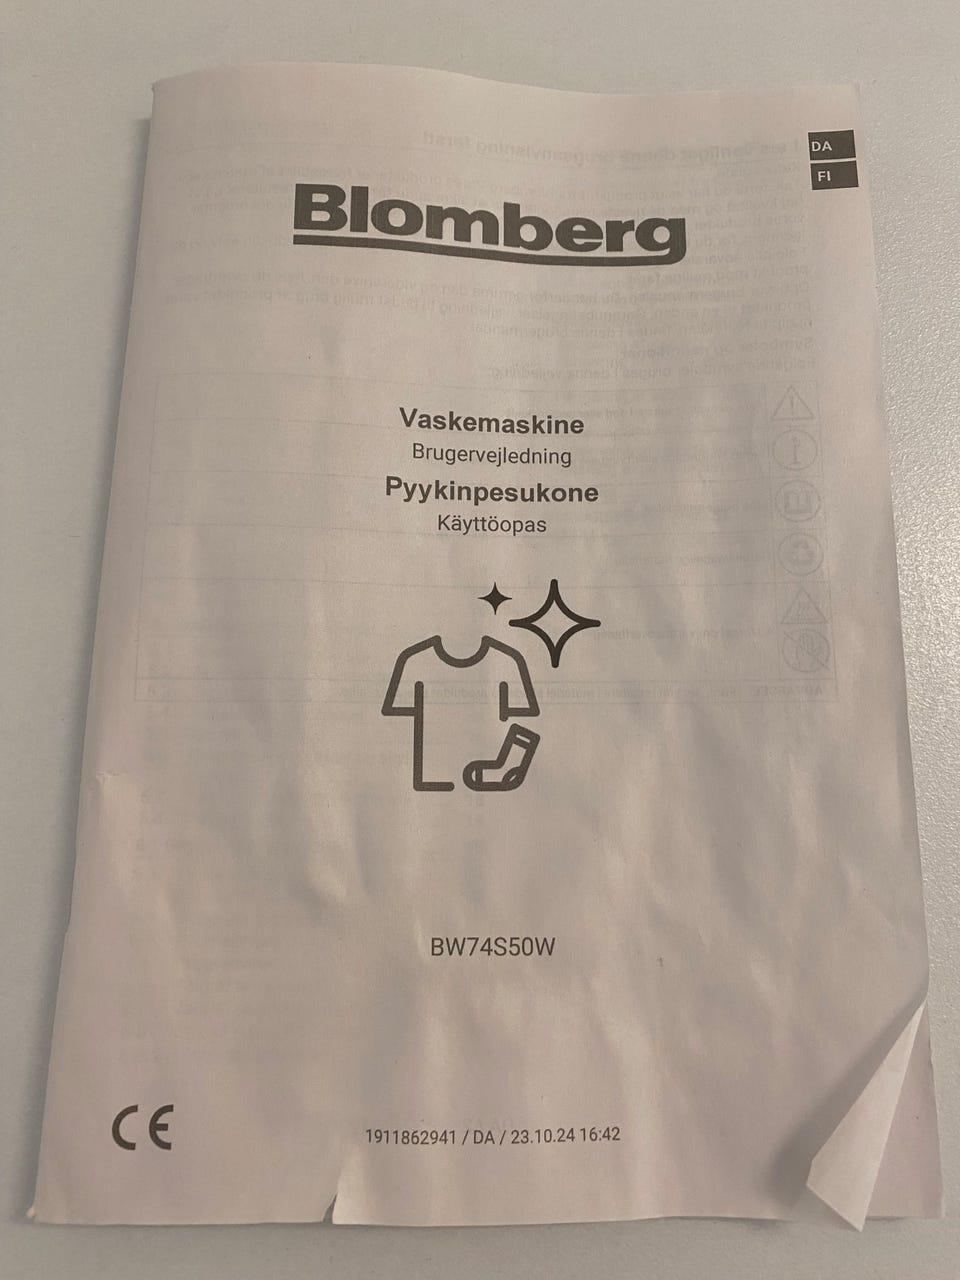 DA
FI
Blomberg
Vaskemaskine
Brugervejledning
Pyykinpesukone
Käyttöopas
BW74S50W
CE
1911862941 / DA / 23.10.24 16:42